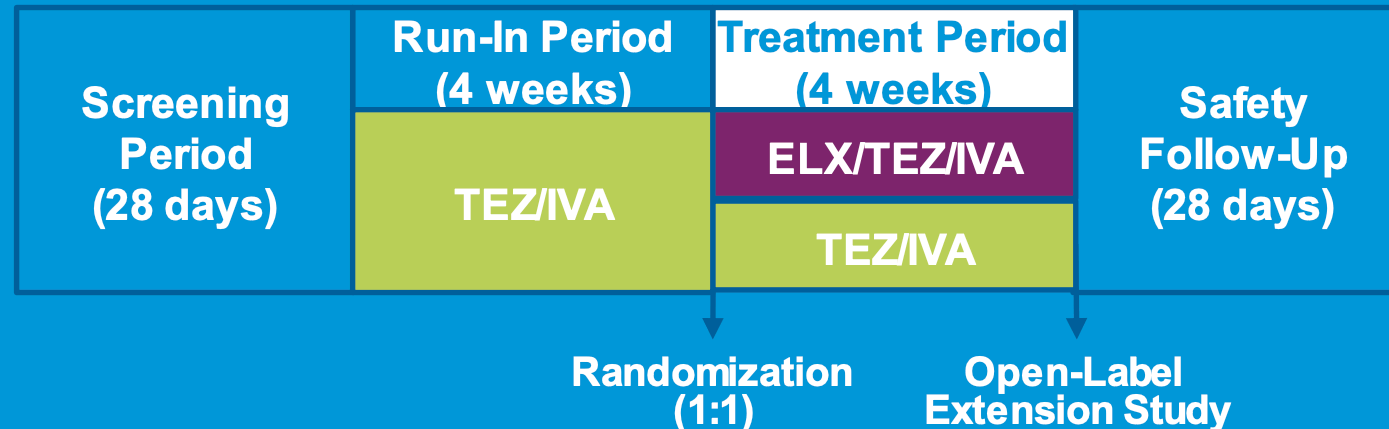 Screening
Period
(28 days)
Run-In Period
(4 weeks)
TEZ/IVA
Treatment Period
(4 weeks)
ELX/TEZ/IVA
TEZ/IVA
Safety
Follow-Up
(28 days)
Randomization
(1:1)
Open-Label
Extension Study